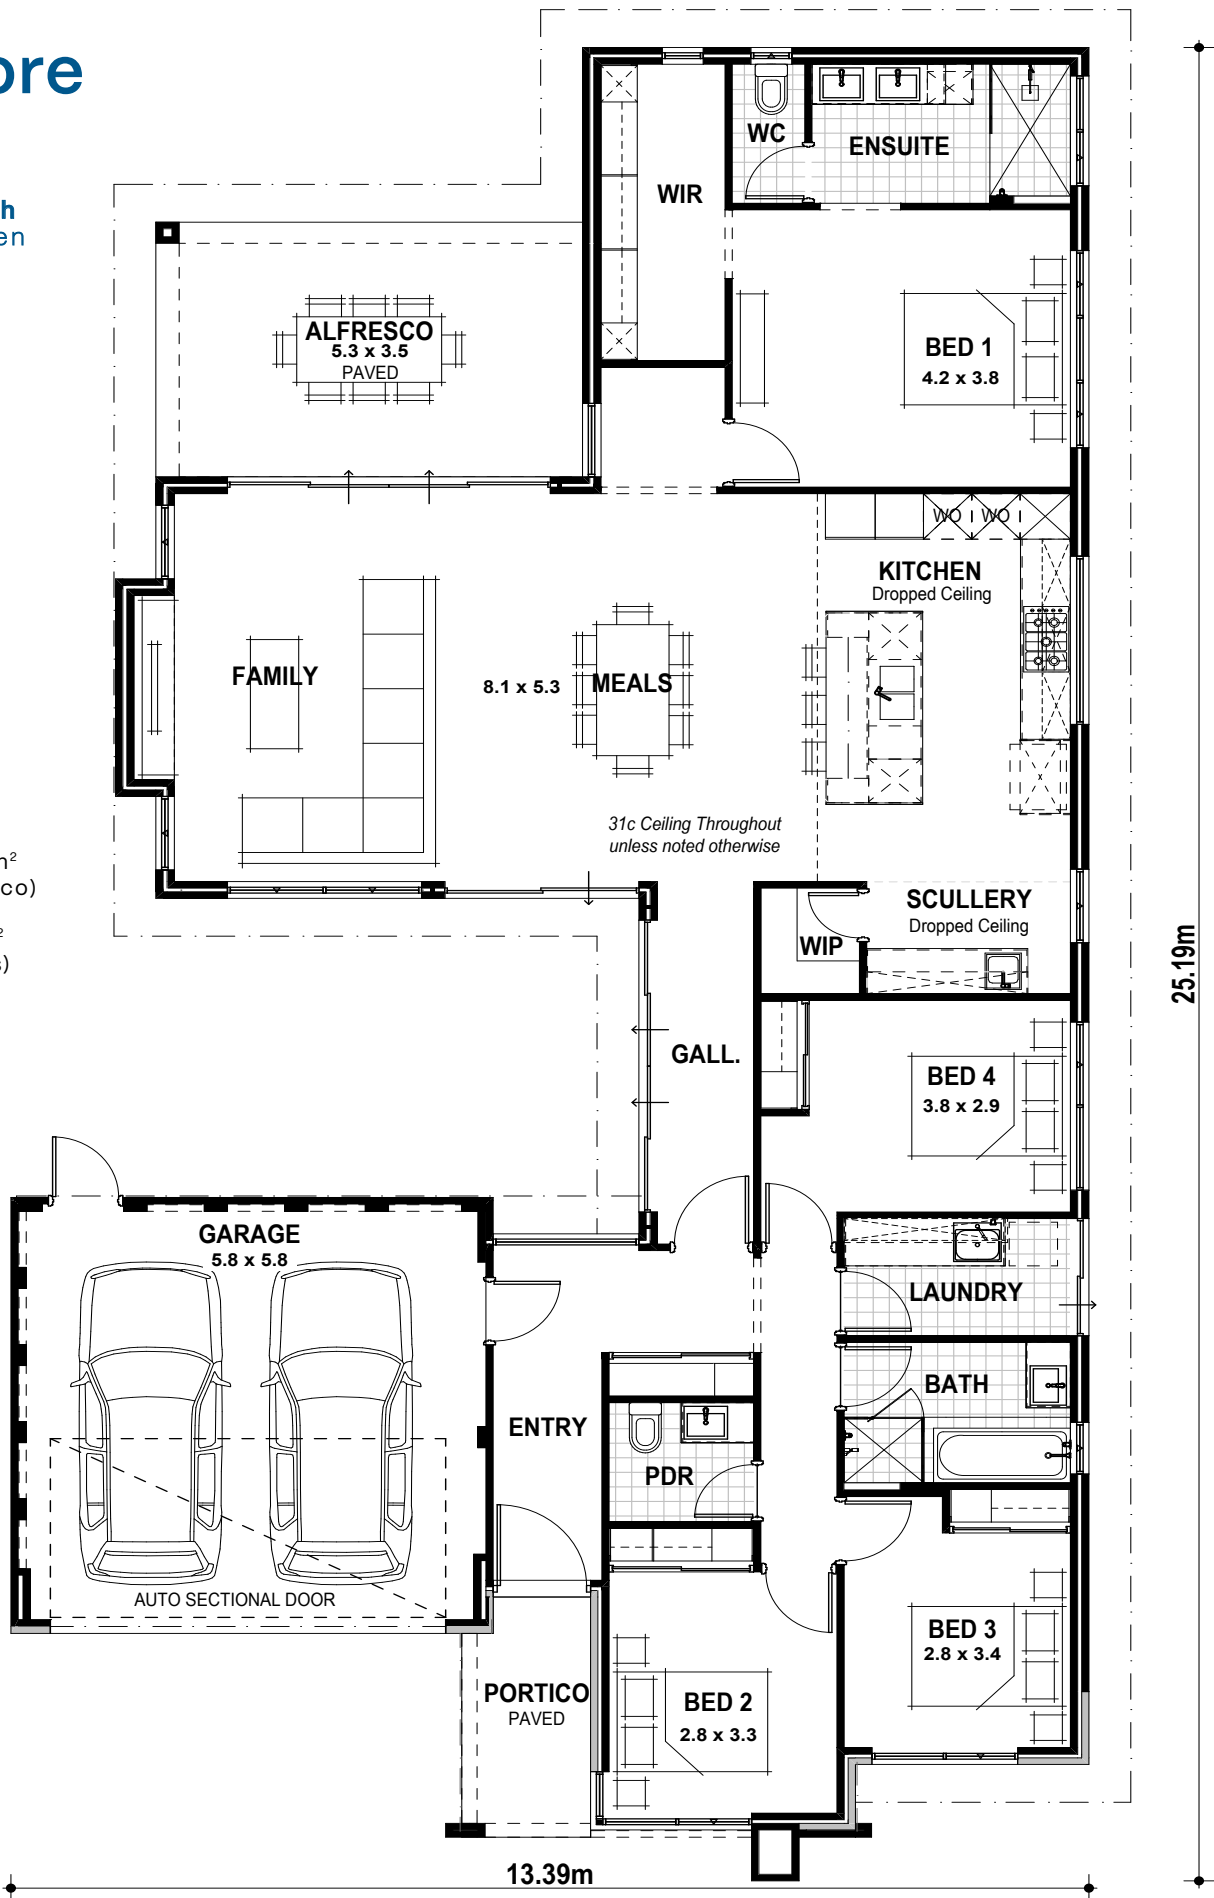 ore
h
en
WC
ENSUITE
WIR
ALFRESCO
5.3 x 3.5
PAVED
BED 1
4.2 x 3.8
WO WO
KITCHEN
Dropped Ceiling
FAMILY
8.1 x 5.3
MEALS
31c Ceiling Throughout
unless noted otherwise
m²
co)
²
s)
SCULLERY
Dropped Ceiling
WIP
25.19m
GALL.
BED 4
3.8 x 2.9
GARAGE
5.8 x 5.8
LAUNDRY
BATH
ENTRY
PDR
AUTO SECTIONAL DOOR
BED 3
2.8 x 3.4
PORTICO
PAVED
BED 2
2.8 x 3.3
13.39m